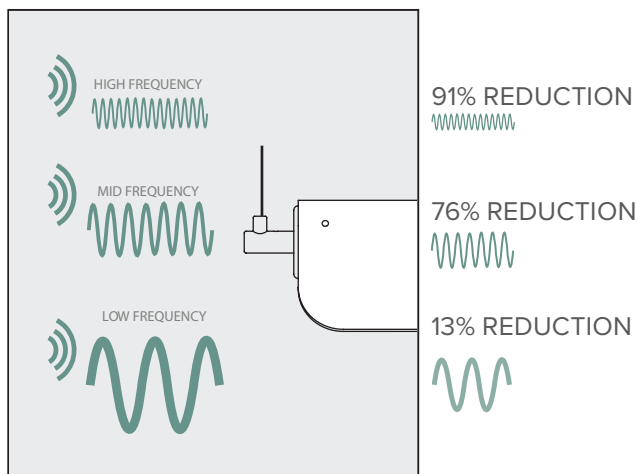 HIGH FREQUENCY
91% REDUCTION
MID FREQUENCY
76% REDUCTION
LOW FREQUENCY
13% REDUCTION